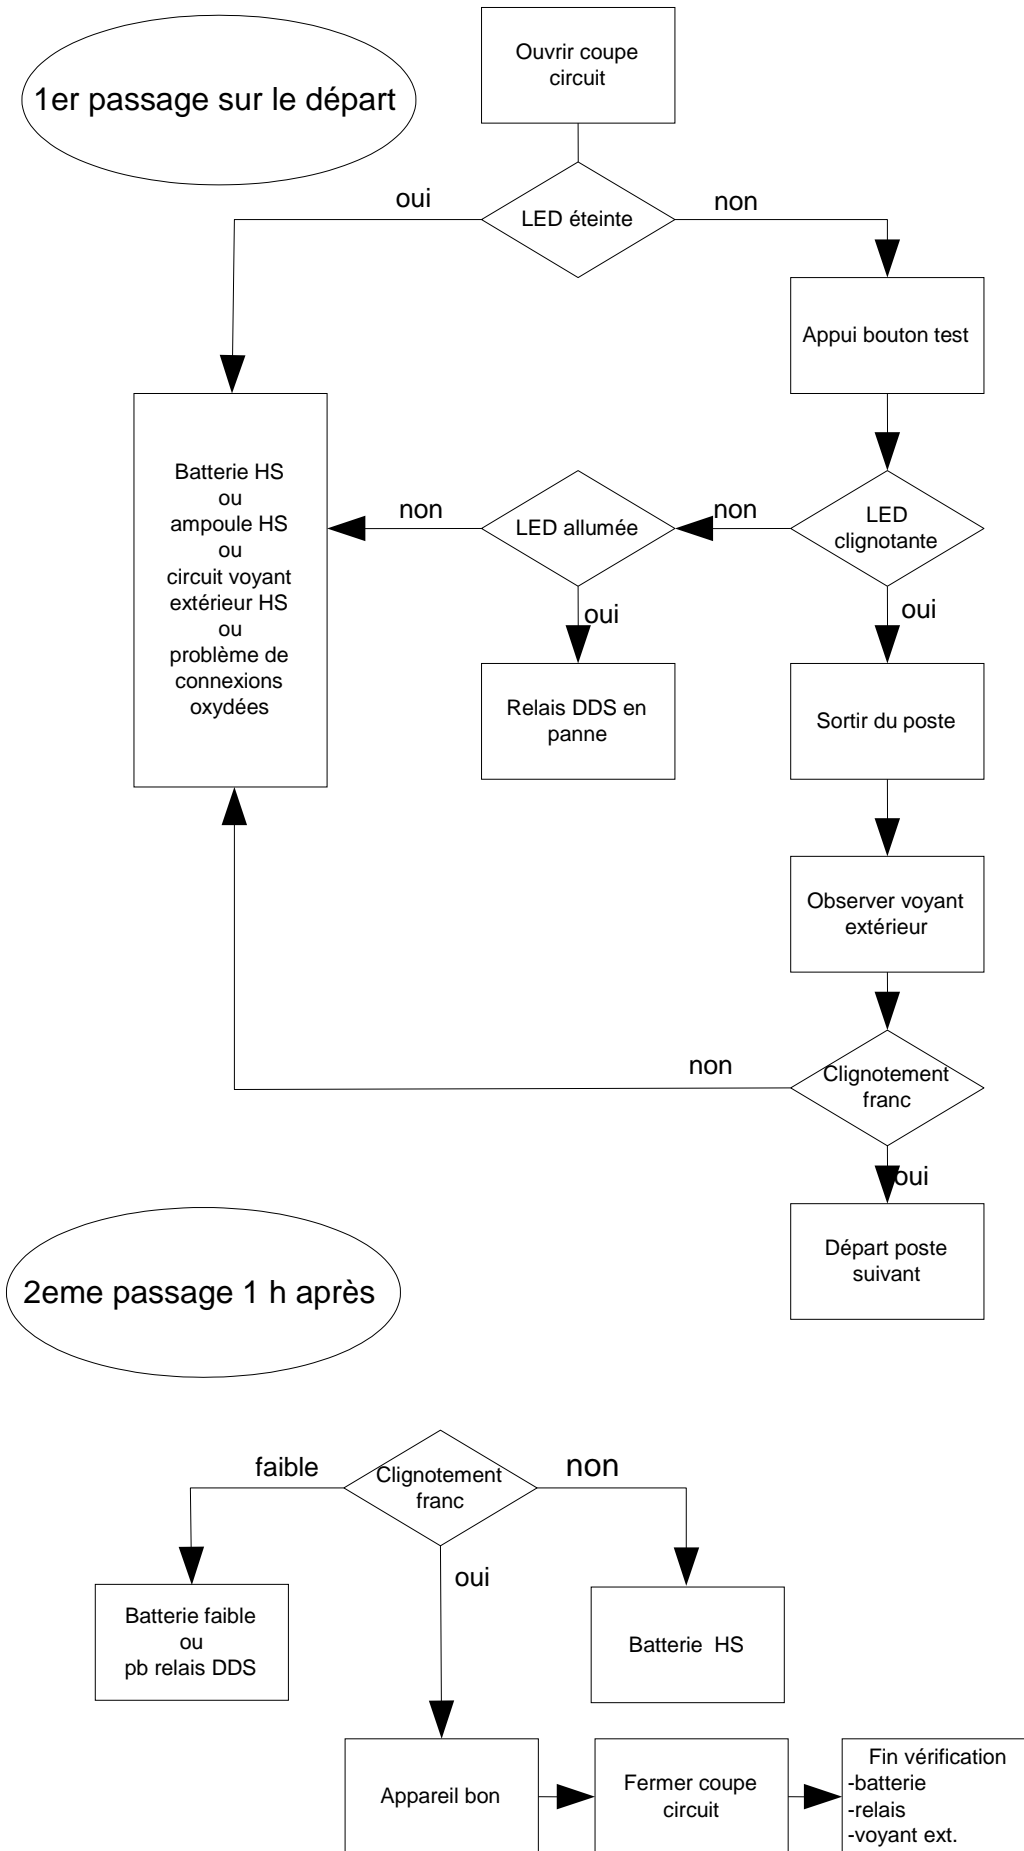 Ouvrir coupe
circuit
1er passage sur le départ
oui
LED éteinte
non
Appui bouton test
Batterie HS
ou
ampoule HS
ou
circuit voyant
extérieur HS
ou
problème de
connexions
oxydées
non
LED allumée
non
LED
clignotante
oui
oui
Relais DDS en
panne
Sortir du poste
Observer voyant
extérieur
non
Clignotement
franc
oui
Départ poste
suivant
2eme passage 1 h après
faible
Clignotement
franc
non
oui
Batterie faible
ou
pb relais DDS
Batterie HS
Appareil bon
Fermer coupe
circuit
Fin vérification
-batterie
-relais
-voyant ext.